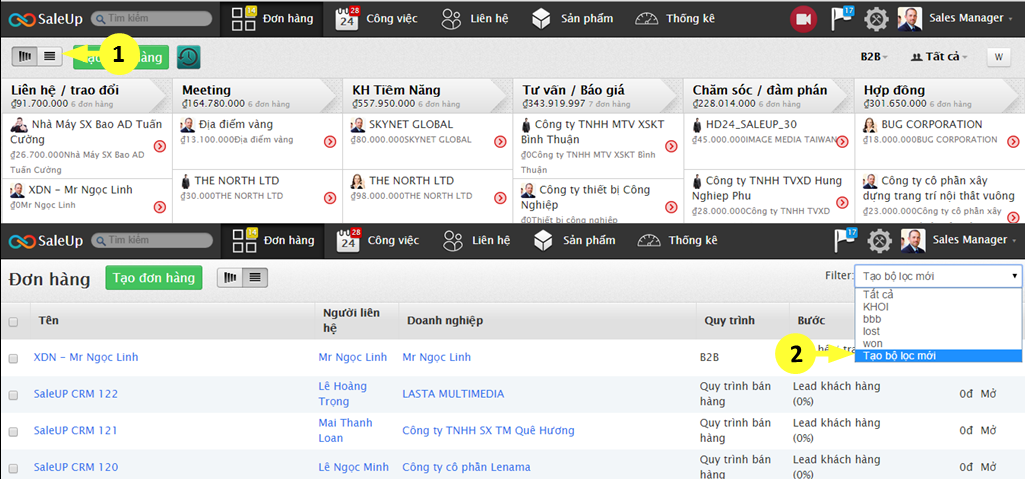 SaleUp Tìm kiếm 14 Đơn hàng 28 24 Công việc Liên hệ Sản phẩm Thống kê 17 Sales Manager
1 Tạo hàng B2B Tất cả W
Liên hệ / trao đổi Meeting KH Tiềm Năng Tư vấn / Báo giá Chăm sóc / đàm phán Hợp đồng
₫91.700.000 6 đơn hàng ₫164.780.000 6 đơn hàng ₫557.950.000 6 đơn hàng ₫343.919.997 7 đơn hàng ₫228.014.000 6 đơn hàng ₫301.650.000 6 đơn hàng
Nhà Máy SX Bao AD Tuấn Cường
₫26.700.000Nhà Máy SX Bao AD Tuấn Cường
Địa điểm vàng
₫13.100.000Địa điểm vàng
SKYNET GLOBAL
₫80.000.000SKYNET GLOBAL
Công ty TNHH MTV XSKT Bình Thuận
₫0Công ty TNHH MTV XSKT Bình Thuận
HD24_SALEUP_30
₫45.000.000IMAGE MEDIA TAIWAN
BUG CORPORATION
₫18.000.000BUG CORPORATION
XDN – Mr Ngọc Linh
₫0Mr Ngọc Linh
THE NORTH LTD
₫30.000THE NORTH LTD
THE NORTH LTD
₫98.000.000THE NORTH LTD
Công ty thiết bị Công Nghiệp
₫0Thiết bị công nghiệp
Công ty TNHH TVXD Hung Nghiep Phu
₫28.000.000Công ty TNHH TVXD
Công ty cổ phần xây dựng trang trí nội thất vuông
₫23.000.000Công ty cổ phần xây
SaleUp Tìm kiếm 14 Đơn hàng 28 24 Công việc Liên hệ Sản phẩm Thống kê 17 Sales Manager
Đơn hàng Tạo đơn hàng Filter: Tạo bộ lọc mới
Tất cả
KHOI
bbb
lost
won
2 Tạo bộ lọc mới
Tên Người liên hệ Doanh nghiệp Quy trình Bước
XDN – Mr Ngọc Linh Mr Ngọc Linh Mr Ngọc Linh B2B
SaleUP CRM 122 Lê Hoảng Trọng LASTA MULTIMEDIA Quy trình bán hàng Lead khách hàng (0%) 0đ Mở
SaleUP CRM 121 Mai Thanh Loan Công ty TNHH SX TM Quê Hương Quy trình bán hàng Lead khách hàng (0%) 0đ Mở
SaleUP CRM 120 Lê Ngọc Minh Công ty cổ phần Lenama Quy trình bán hàng Lead khách hàng (0%) 0đ Mở